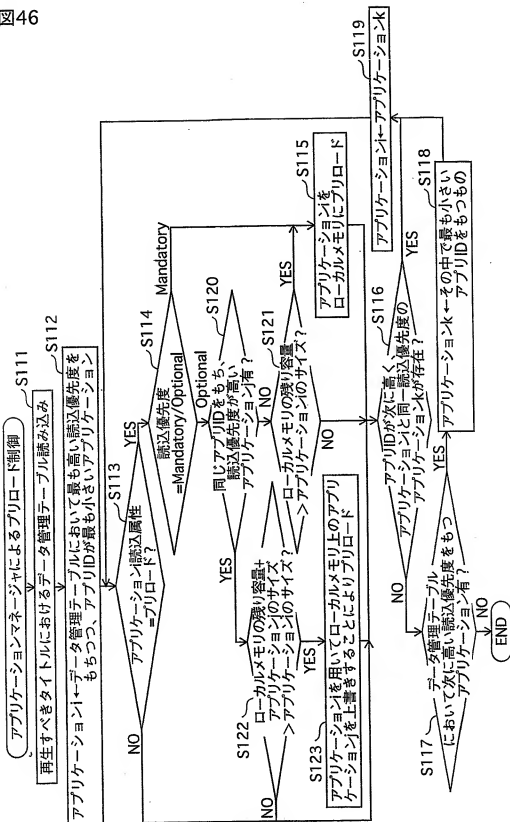 図46
アプリケーションマネージャによるプリロード制御
S111
再生すべきタイトルにおけるデータ管理テーブル読み込み
S112
アプリケーションi←データ管理テーブルにおいて最も高い読込優先度を
もちつつ、アプリIDが最も小さいアプリケーション
S113
アプリケーションi読込属性
=プリロード?
YES
NO
S114
読込優先度
=Mandatory/Optional
Mandatory
Optional
S120
同じアプリIDをもち、
読込優先度が高い
アプリケーションj有?
YES
NO
S121
ローカルメモリの残り容量
>アプリケーションiのサイズ?
YES
NO
S115
アプリケーションiを
ローカルメモリにプリロード
S122
ローカルメモリの残り容量+
アプリケーションjのサイズ
>アプリケーションiのサイズ?
NO
YES
S123
アプリケーションiを用いてローカルメモリ上のアプリ
ケーションjを上書きすることによりプリロード
S116
アプリIDが次に高く、
アプリケーションiと同一読込優先度の
アプリケーションkが存在?
YES
NO
S117
データ管理テーブル
において次に高い読込優先度をもつ
アプリケーション有?
YES
NO
S118
アプリケーションk←その中で最も小さい
アプリIDをもつもの
S119
アプリケーションi←アプリケーションk
END